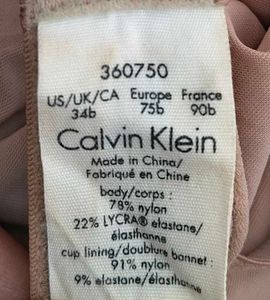 360750
US/UK/CA Europe France
34b 75b 90b
Calvin Klein
Made in China/
Fabriqué en Chine
body/corps :
78% nylon
22% LYCRA® elastane/
élasthanne
cup lining/doublure bonnet :
91% nylon
9% elastane/élasthanne